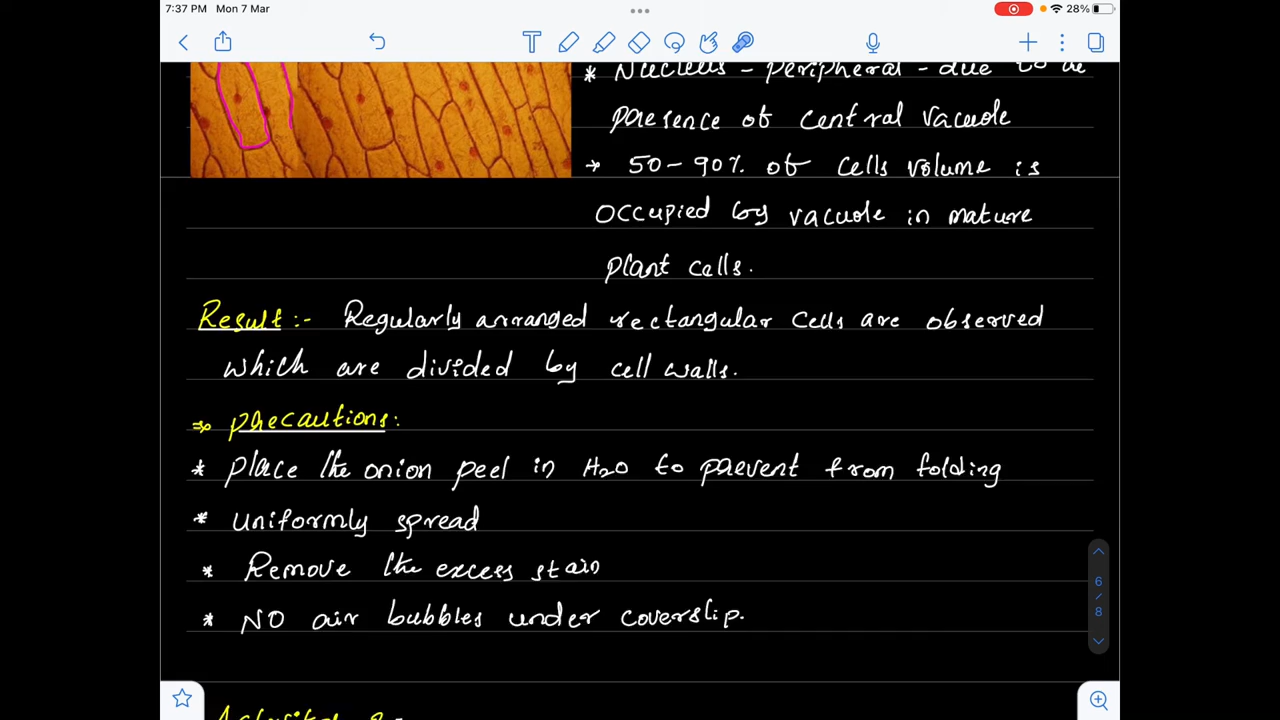 7:37 PM Mon 7 Mar
28%
* Nucleus - peripheral - due to
presence of central vacuole
→ 50-90% of cells volume is
occupied by vacuole in mature
plant cells.
Result :- Regularly arranged rectangular cells are observed
which are divided by cell walls.
⇒ precautions:
* place the onion peel in H2O to prevent from folding
* uniformly spread
* Remove the excess stain
* NO air bubbles under coverslip.
6
/
8